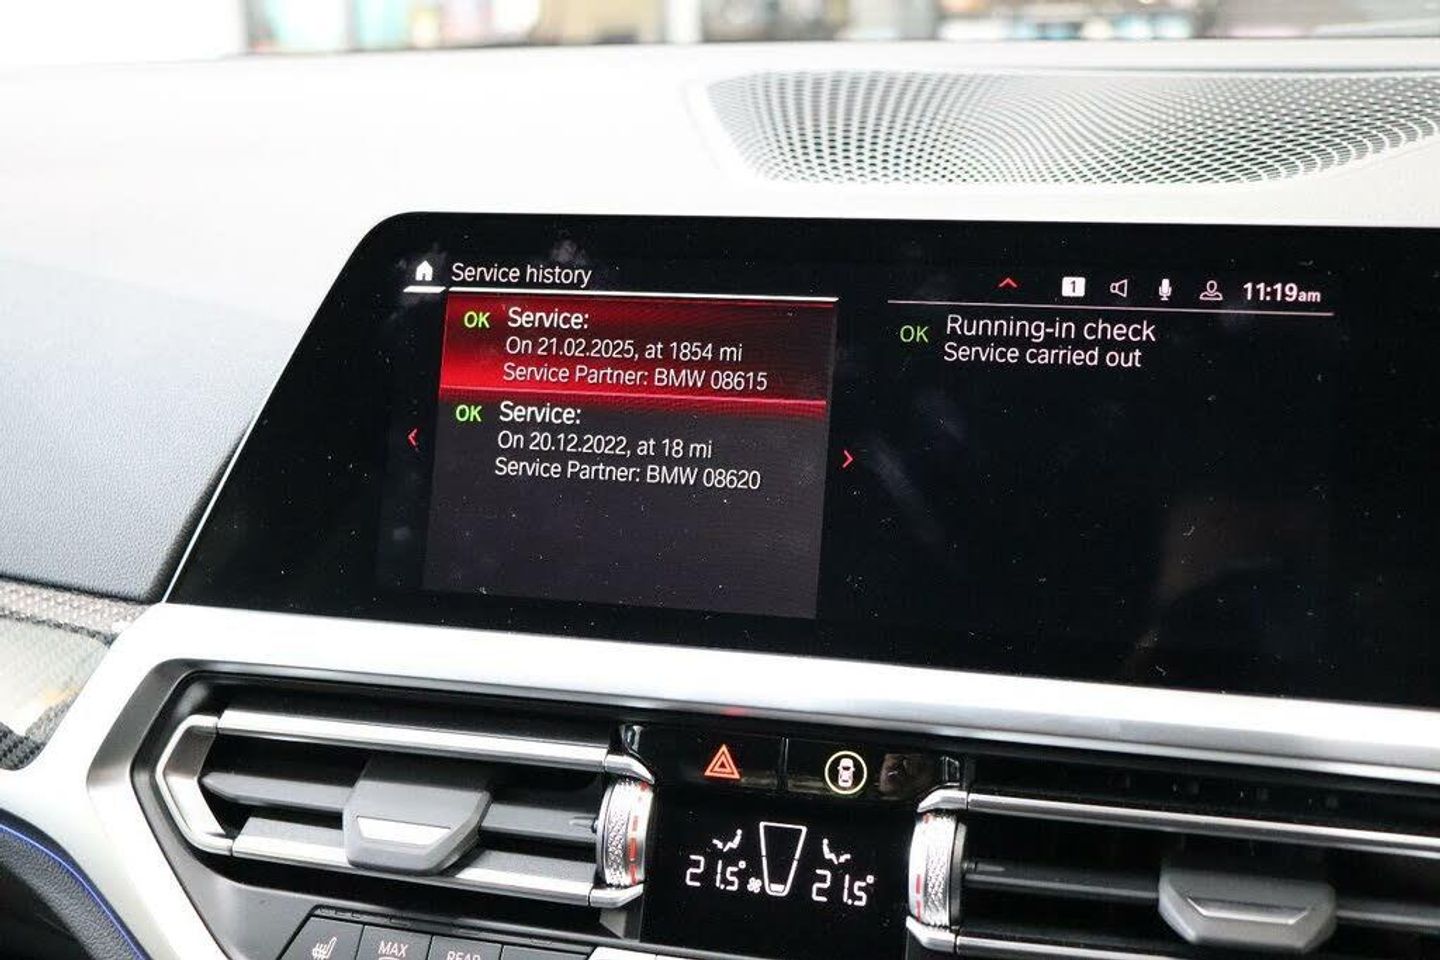 Service history
1
11:19am
OK Service:
On 21.02.2025, at 1854 mi
Service Partner: BMW 08615
OK Service:
On 20.12.2022, at 18 mi
Service Partner: BMW 08620
OK Running-in check
Service carried out
21.5°
21.5°
MAX
REAR